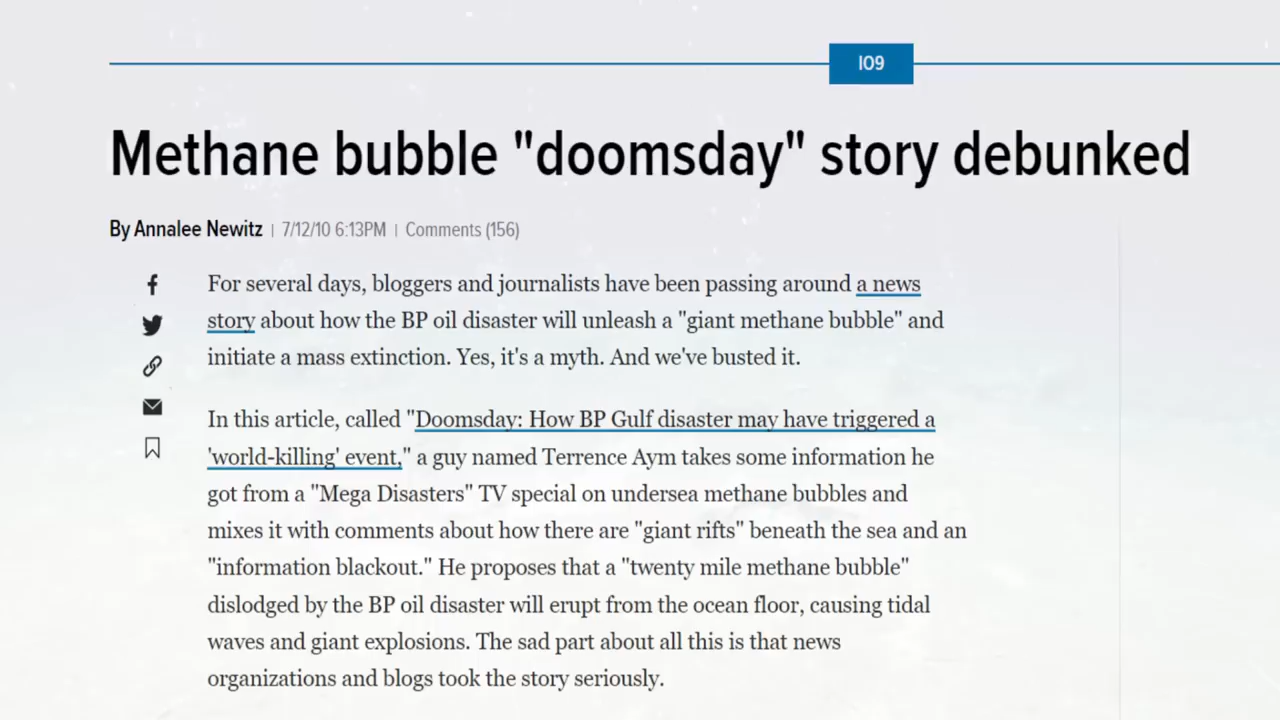 IO9
Methane bubble "doomsday" story debunked
By Annalee Newitz | 7/12/10 6:13PM | Comments (156)
For several days, bloggers and journalists have been passing around a news
story about how the BP oil disaster will unleash a "giant methane bubble" and
initiate a mass extinction. Yes, it's a myth. And we've busted it.
In this article, called "Doomsday: How BP Gulf disaster may have triggered a
'world-killing' event," a guy named Terrence Aym takes some information he
got from a "Mega Disasters" TV special on undersea methane bubbles and
mixes it with comments about how there are "giant rifts" beneath the sea and an
"information blackout." He proposes that a "twenty mile methane bubble"
dislodged by the BP oil disaster will erupt from the ocean floor, causing tidal
waves and giant explosions. The sad part about all this is that news
organizations and blogs took the story seriously.